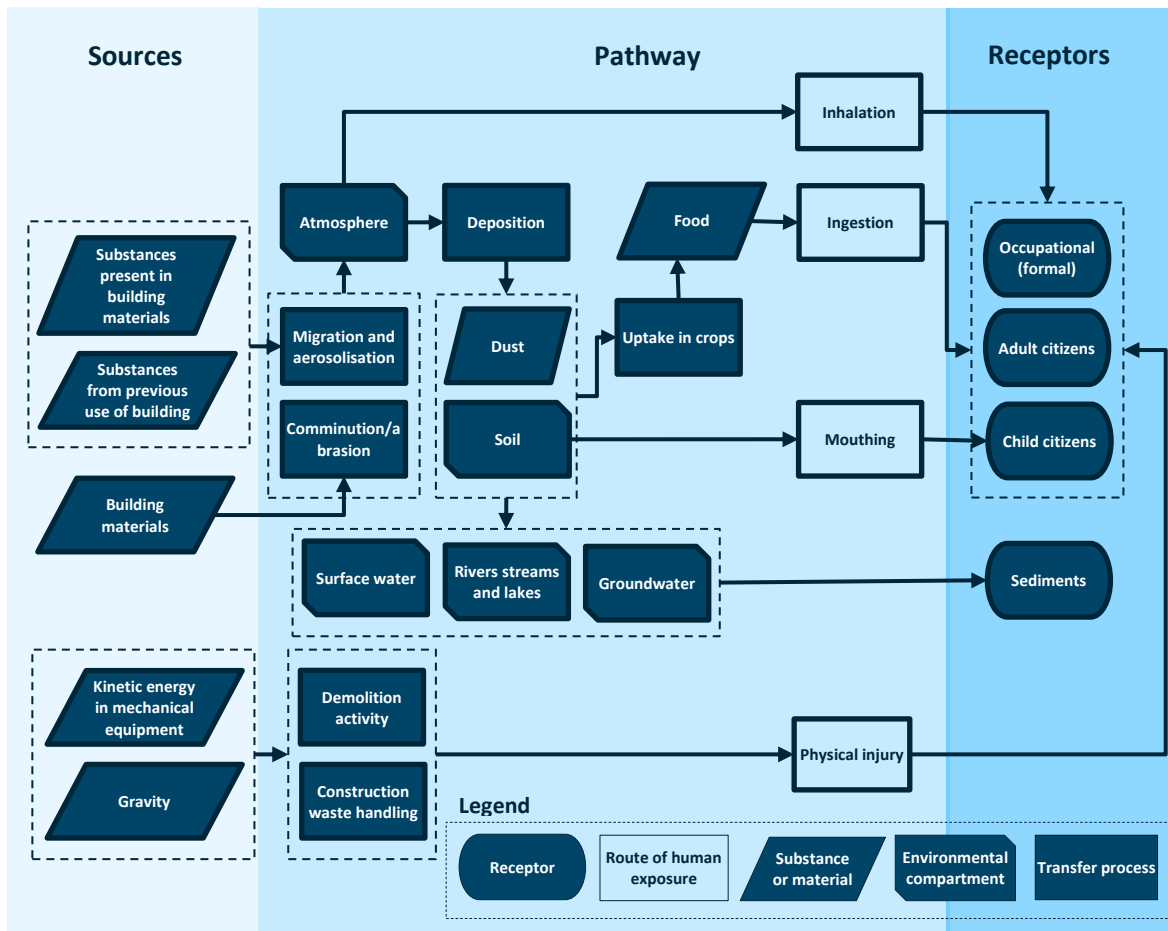 Sources
Pathway
Receptors
Inhalation
Atmosphere
Deposition
Food
Ingestion
Occupational
(formal)
Substances
present in
building
materials
Migration and
aerosolisation
Dust
Uptake in crops
Adult citizens
Substances
from previous
use of building
Comminution/a
brasion
Soil
Mouthing
Child citizens
Building
materials
Surface water
Rivers streams
and lakes
Groundwater
Sediments
Kinetic energy
in mechanical
equipment
Demolition
activity
Physical injury
Gravity
Construction
waste handling
Legend
Receptor
Route of human
exposure
Substance
or material
Environmental
compartment
Transfer process